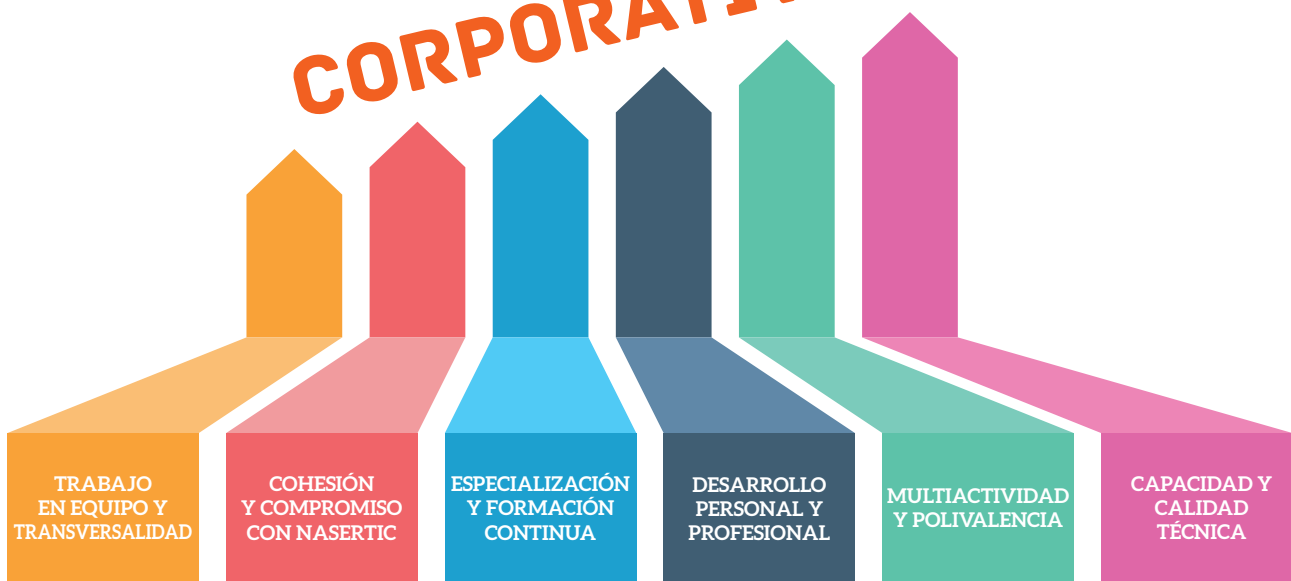 TRABAJO
EN EQUIPO Y
TRANSVERSALIDAD
COHESIÓN
Y COMPROMISO
CON NASERTIC
ESPECIALIZACIÓN
Y FORMACIÓN
CONTINUA
DESARROLLO
PERSONAL Y
PROFESIONAL
MULTIACTIVIDAD
Y POLIVALENCIA
CAPACIDAD Y
CALIDAD
TÉCNICA